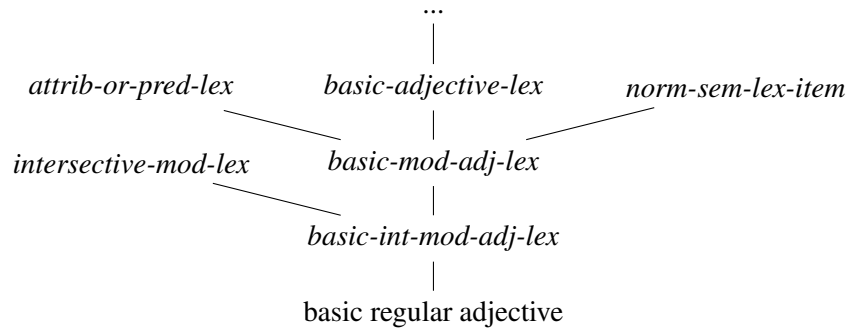 ...
attrib-or-pred-lex basic-adjective-lex norm-sem-lex-item
intersective-mod-lex basic-mod-adj-lex
basic-int-mod-adj-lex
basic regular adjective